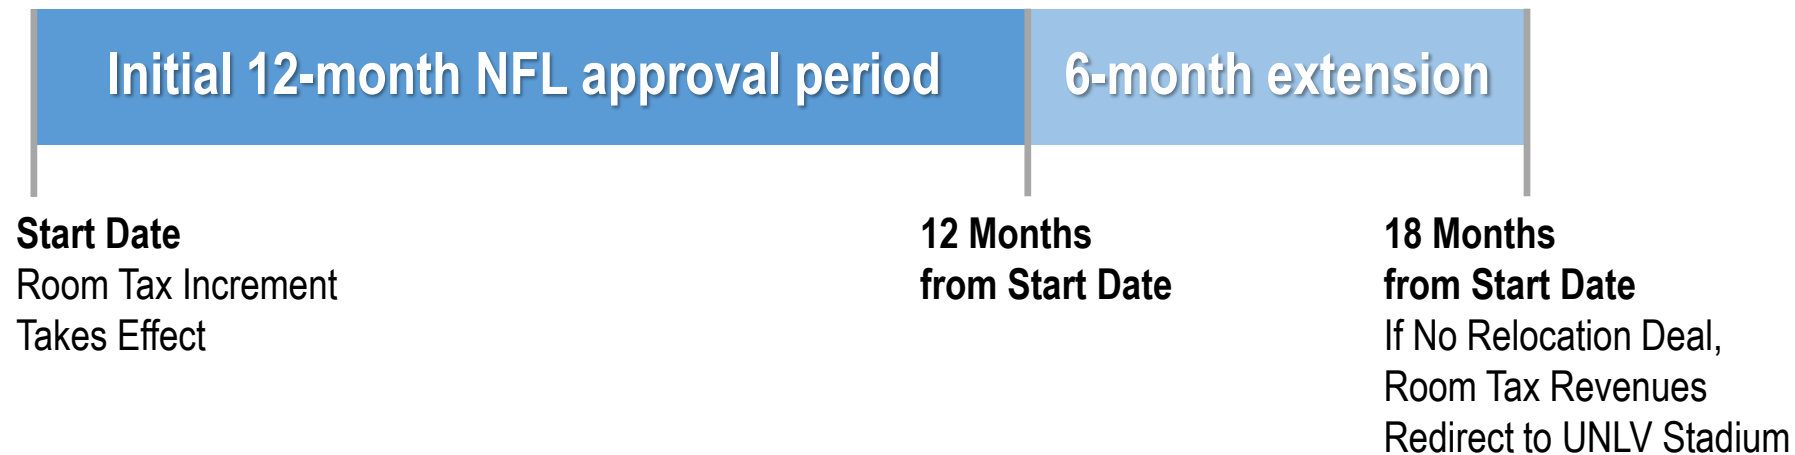 Initial 12-month NFL approval period
6-month extension
Start Date
Room Tax Increment
Takes Effect
12 Months
from Start Date
18 Months
from Start Date
If No Relocation Deal,
Room Tax Revenues
Redirect to UNLV Stadium